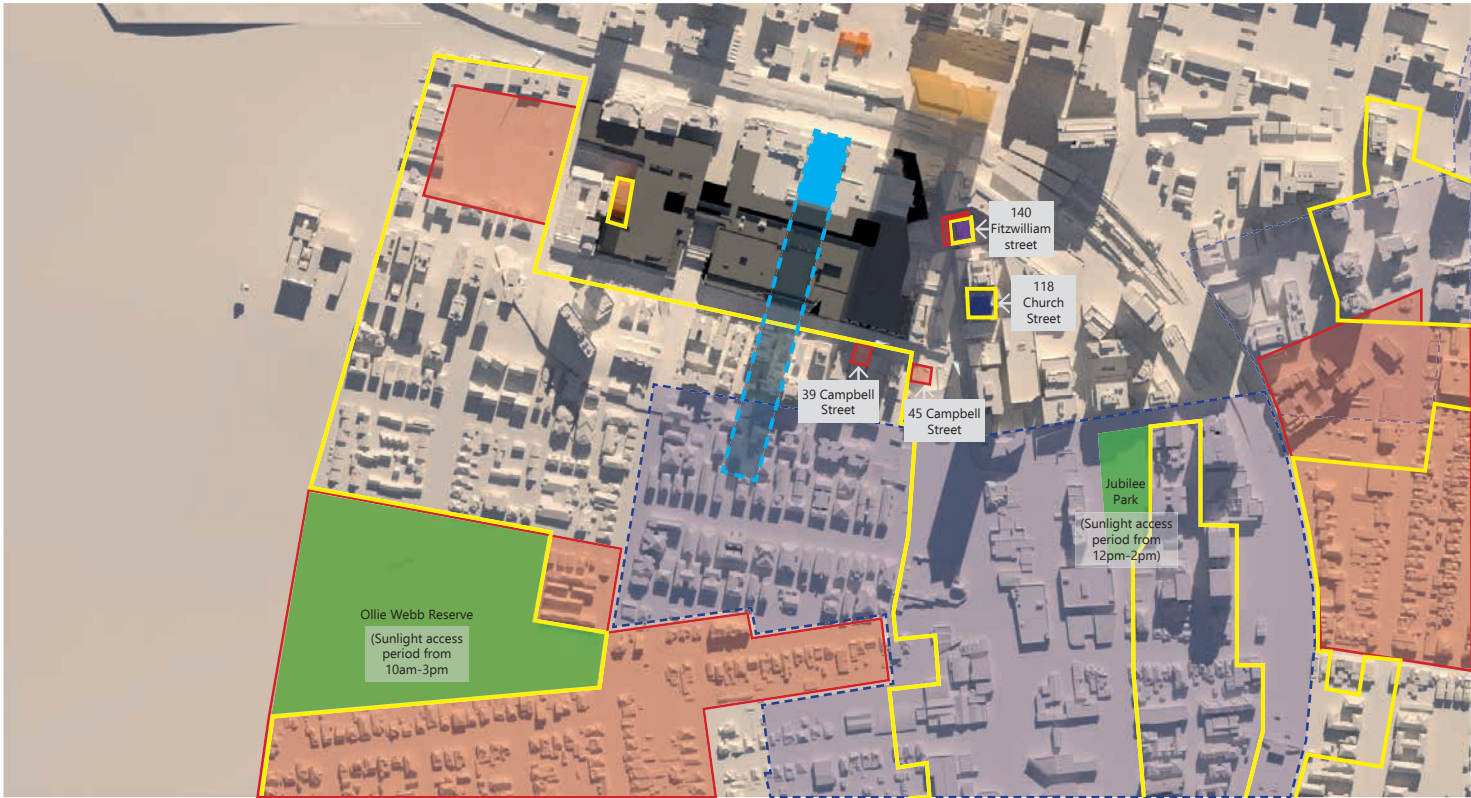 140
Fitzwilliam
street
118
Church
Street
39 Campbell
Street
45 Campbell
Street
Jubilee
Park
(Sunlight access
period from
12pm-2pm)
Ollie Webb Reserve
(Sunlight access
period from
10am-3pm